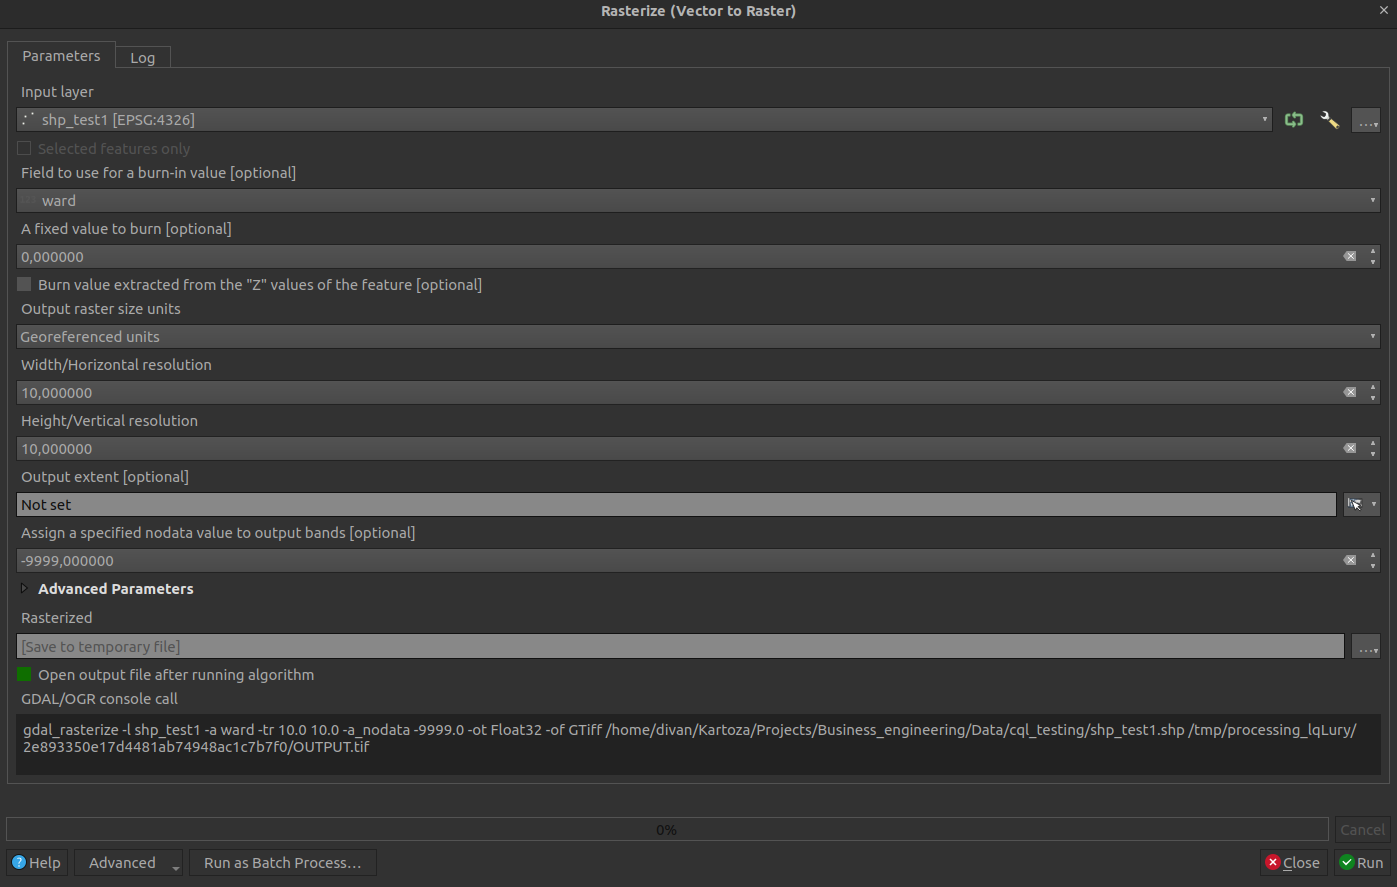 Rasterize (Vector to Raster)
Parameters
Log
Input layer
shp_test1 [EPSG:4326]
...
Selected features only
Field to use for a burn-in value [optional]
ward
A fixed value to burn [optional]
0,000000
Burn value extracted from the "Z" values of the feature [optional]
Output raster size units
Georeferenced units
Width/Horizontal resolution
10,000000
Height/Vertical resolution
10,000000
Output extent [optional]
Not set
Assign a specified nodata value to output bands [optional]
-9999,000000
Advanced Parameters
Rasterized
[Save to temporary file]
...
Open output file after running algorithm
GDAL/OGR console call
gdal_rasterize -l shp_test1 -a ward -tr 10.0 10.0 -a_nodata -9999.0 -ot Float32 -of GTiff /home/divan/Kartoza/Projects/Business_engineering/Data/cql_testing/shp_test1.shp /tmp/processing_lqLury/
2e893350e17d4481ab74948ac1c7b7f0/OUTPUT.tif
0%
Cancel
Help
Advanced
Run as Batch Process...
Close
Run